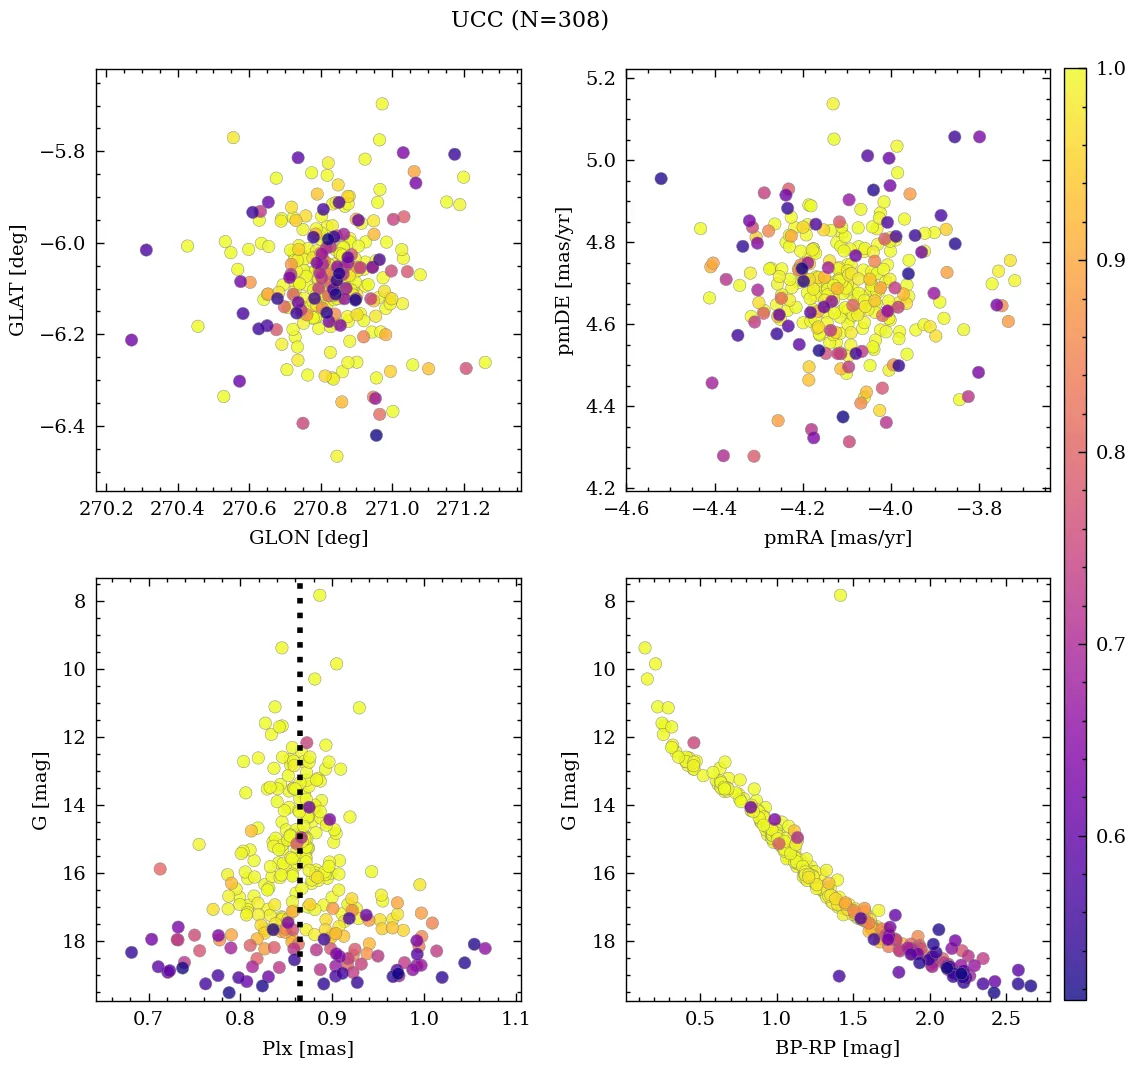 UCC (N=308)
−5.8
−6.0
−6.2
−6.4
GLAT [deg]
270.2 270.4 270.6 270.8 271.0 271.2
GLON [deg]
5.2
5.0
4.8
4.6
4.4
4.2
pmDE [mas/yr]
−4.6 −4.4 −4.2 −4.0 −3.8
pmRA [mas/yr]
8
10
12
14
16
18
G [mag]
0.7 0.8 0.9 1.0 1.1
Plx [mas]
8
10
12
14
16
18
G [mag]
0.5 1.0 1.5 2.0 2.5
BP-RP [mag]
1.0
0.9
0.8
0.7
0.6